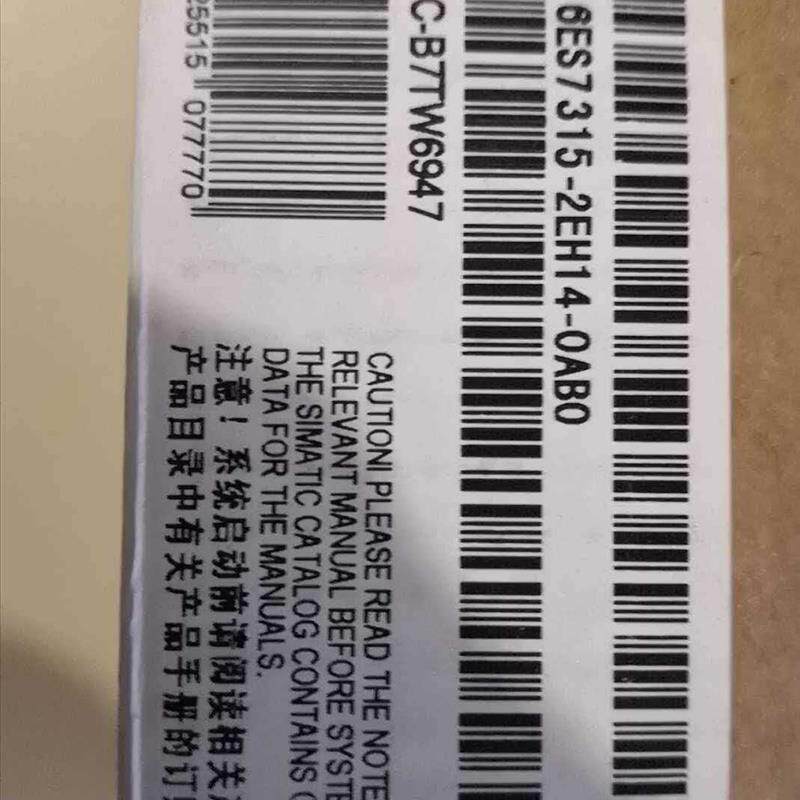 6ES7315-2EH14-0AB0
C-B7TW6947
25515 077770
CAUTION! PLEASE READ THE NOTE
RELEVANT MANUAL BEFORE SYSTE
THE SIMATIC CATALOG CONTAINS
DATA FOR THE MANUALS.
注意！系统启动前请阅读相关
产品目录中有关产品手册的订